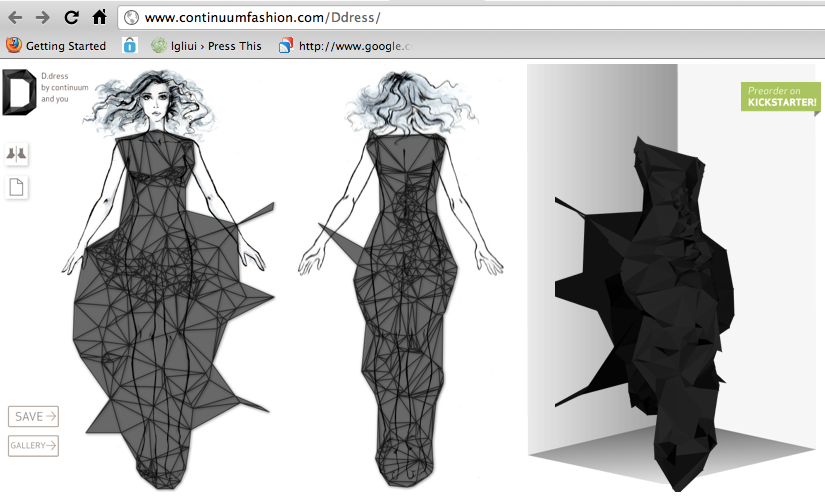 www.continuumfashion.com/Ddress/
Getting Started
lgliui › Press This
http://www.google.c
D
D.dress
by continuum
and you
Preorder on
KICKSTARTER!
SAVE
GALLERY